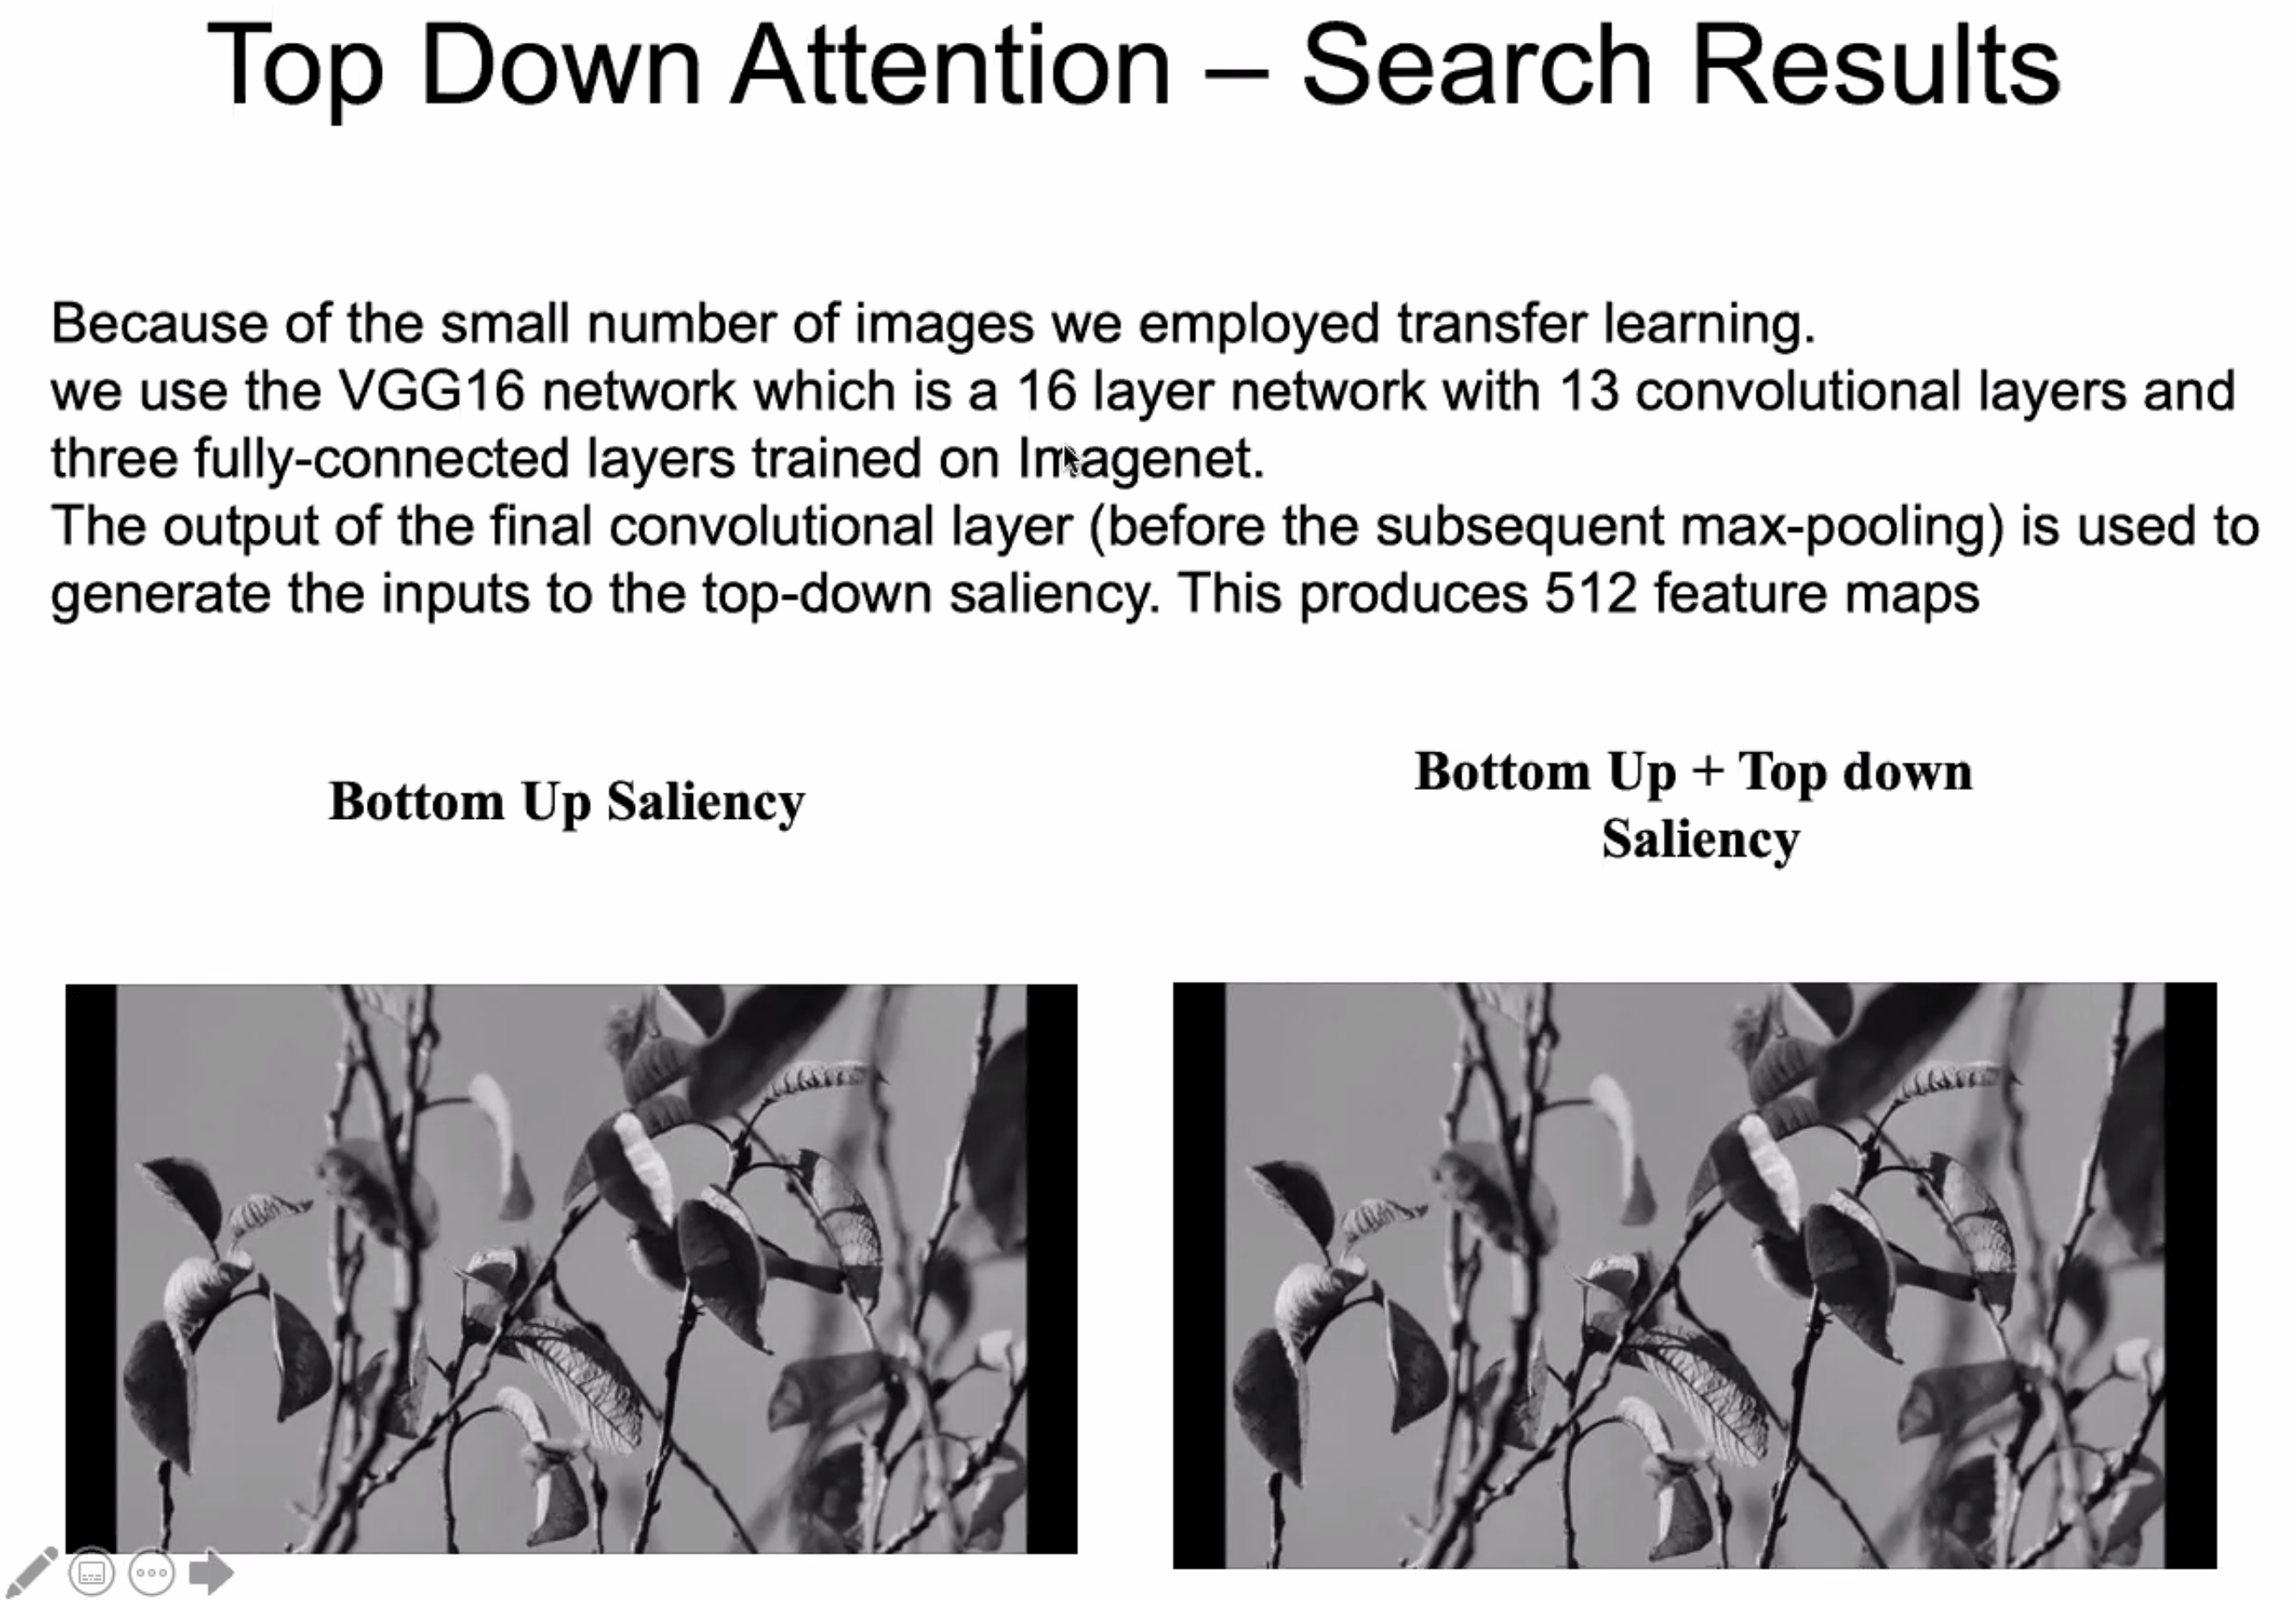 Top Down Attention – Search Results
Because of the small number of images we employed transfer learning.
we use the VGG16 network which is a 16 layer network with 13 convolutional layers and
three fully-connected layers trained on Imagenet.
The output of the final convolutional layer (before the subsequent max-pooling) is used to
generate the inputs to the top-down saliency. This produces 512 feature maps
Bottom Up Saliency
Bottom Up + Top down
Saliency